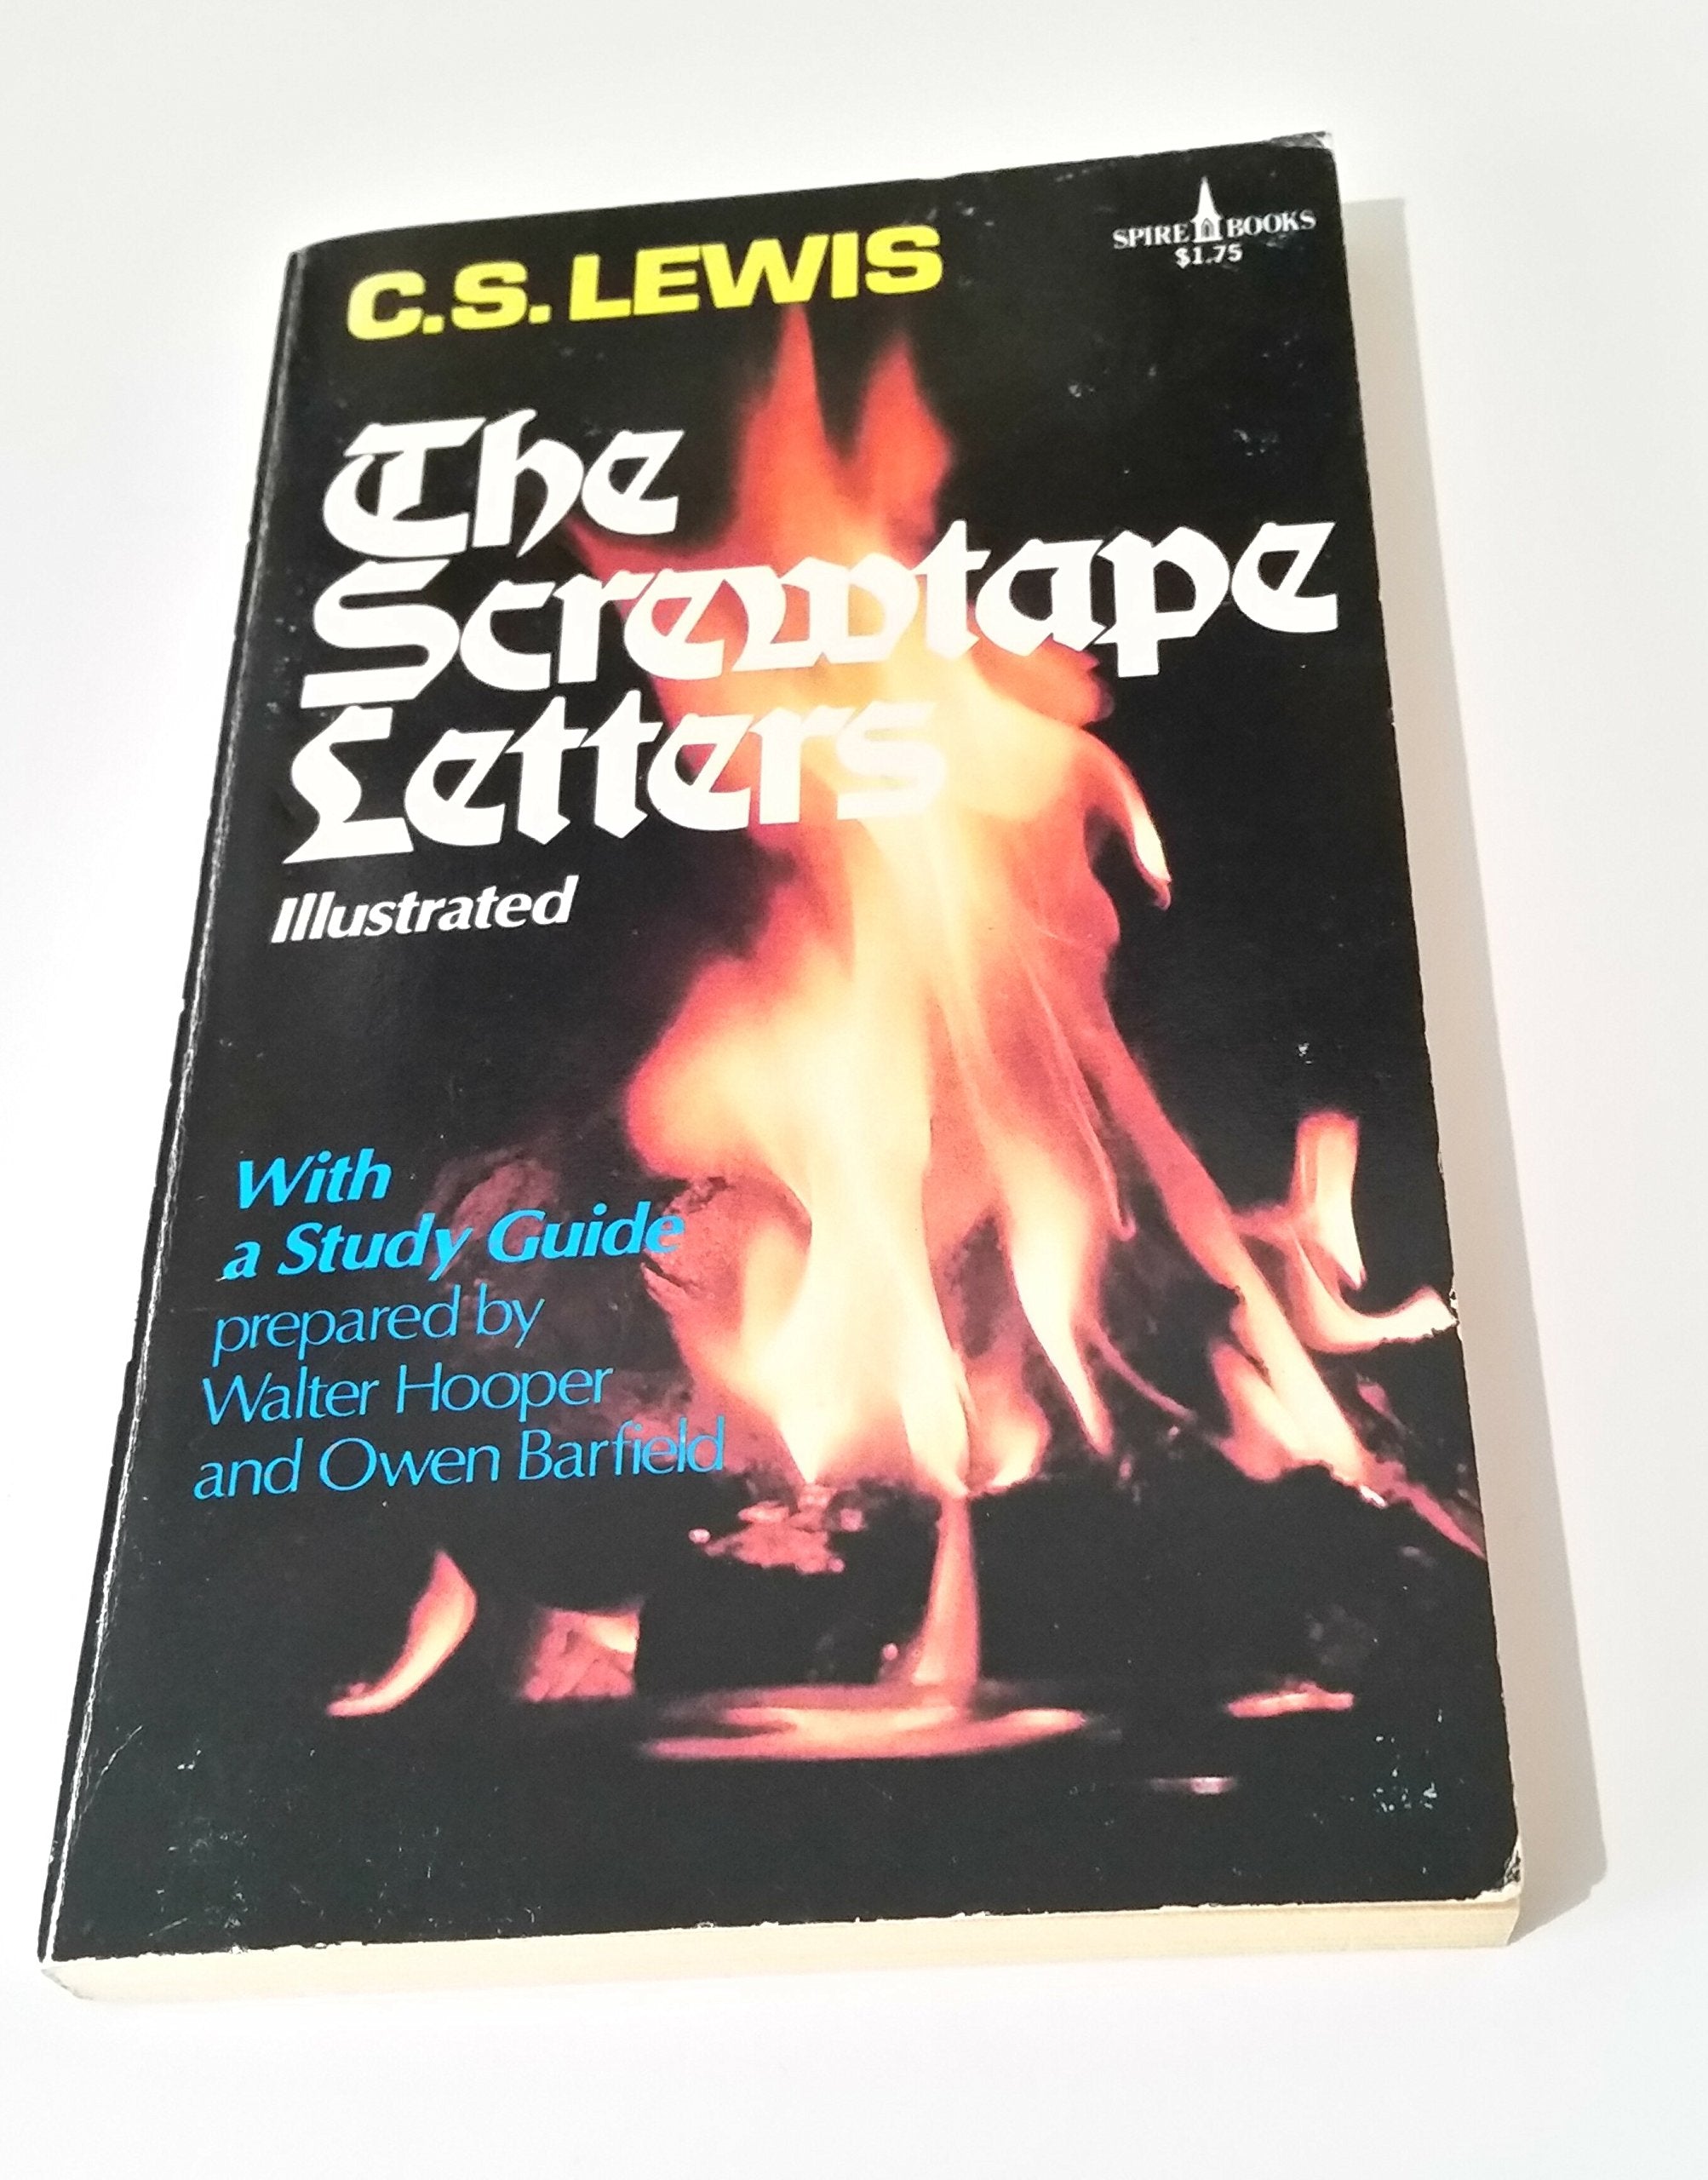 C.S. LEWIS
SPIRE BOOKS
$1.75
The
Screwtape
Letters
Illustrated
With
a Study Guide
prepared by
Walter Hooper
and Owen Barfield